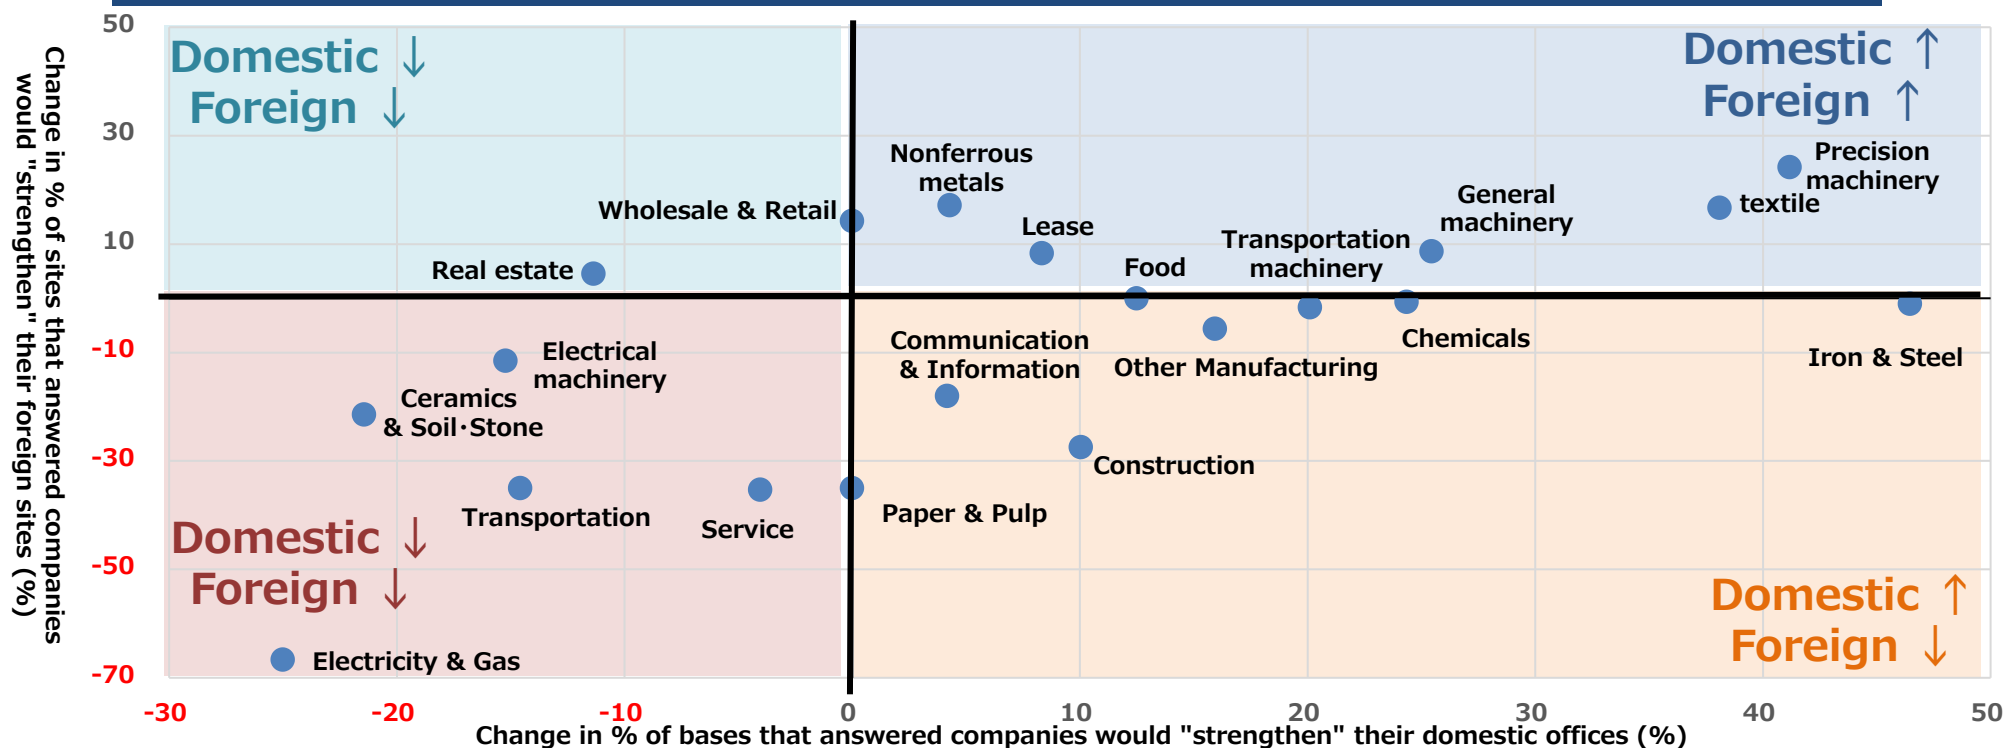 Change in % of sites that answered companies
would "strengthen" their foreign sites (%)
50
30
10
-10
-30
-50
-70
Domestic ↓
Foreign ↓
Domestic ↑
Foreign ↑
Nonferrous
metals
Precision
machinery
Wholesale & Retail
General
machinery
textile
Lease
Transportation
machinery
Real estate
Food
Electrical
machinery
Communication
& Information
Other Manufacturing
Chemicals
Iron & Steel
Ceramics
& Soil･Stone
Construction
Transportation
Service
Paper & Pulp
Domestic ↓
Foreign ↓
Domestic ↑
Foreign ↓
Electricity & Gas
-30
-20
-10
0
10
20
30
40
50
Change in % of bases that answered companies would "strengthen" their domestic offices (%)